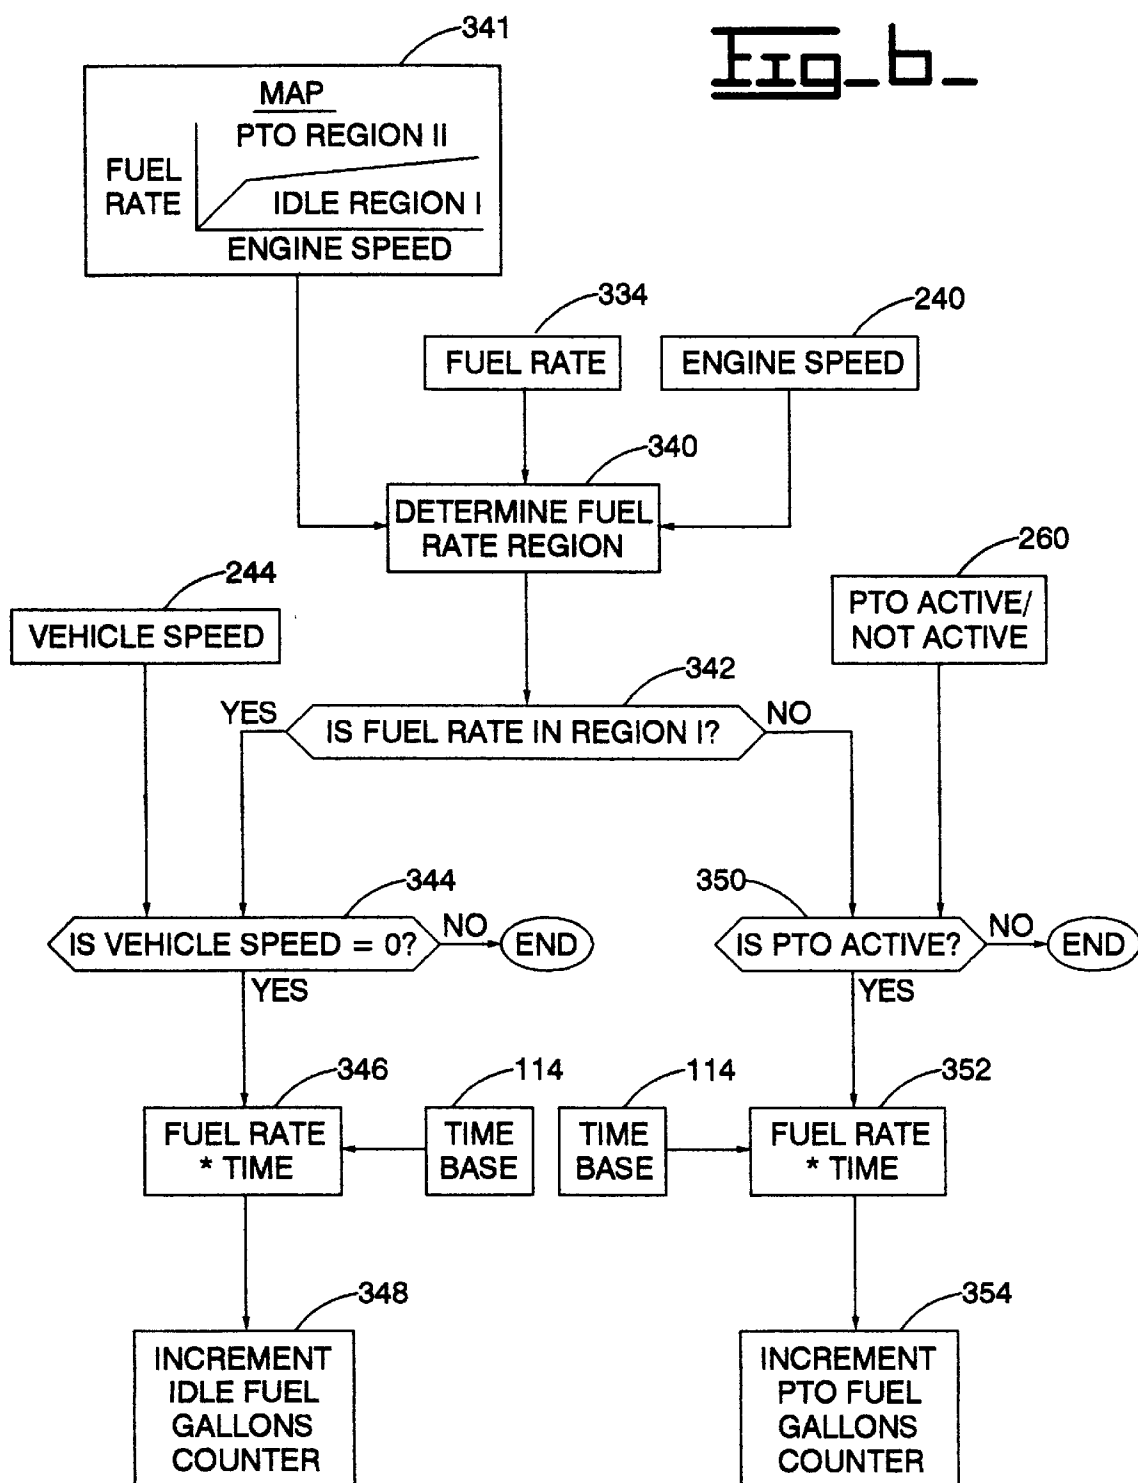 341
Fig_6_
MAP
PTO REGION II
FUEL
RATE
IDLE REGION I
ENGINE SPEED
334
240
FUEL RATE
ENGINE SPEED
340
DETERMINE FUEL
RATE REGION
244
260
VEHICLE SPEED
PTO ACTIVE/
NOT ACTIVE
342
YES
IS FUEL RATE IN REGION I?
NO
344
350
IS VEHICLE SPEED = 0?
NO
END
IS PTO ACTIVE?
NO
END
YES
YES
346
114
114
352
FUEL RATE
* TIME
TIME
BASE
TIME
BASE
FUEL RATE
* TIME
348
354
INCREMENT
IDLE FUEL
GALLONS
COUNTER
INCREMENT
PTO FUEL
GALLONS
COUNTER